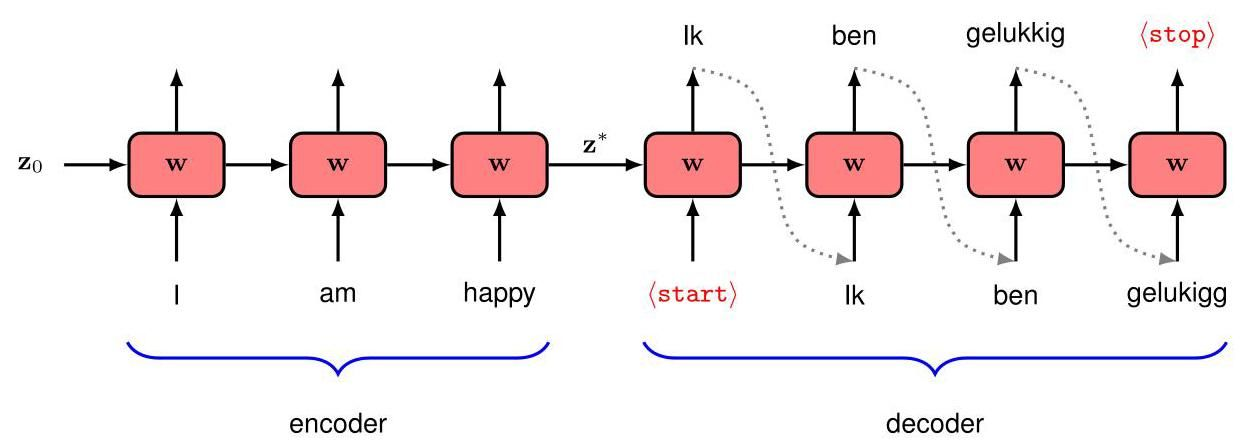 Ik ben gelukkig ⟨stop⟩
z₀ w w w z* w w w w
I am happy ⟨start⟩ Ik ben gelukigg
encoder decoder